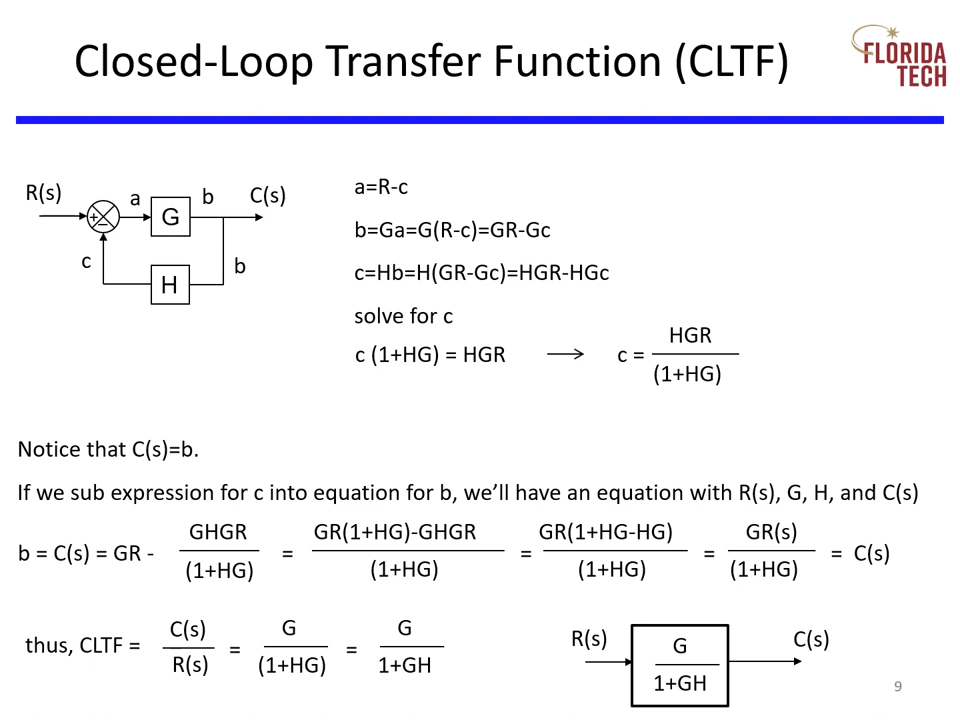 Closed-Loop Transfer Function (CLTF)
FLORIDA
TECH
R(s)
a
b
C(s)
+
−
G
c
b
H
a=R-c
b=Ga=G(R-c)=GR-Gc
c=Hb=H(GR-Gc)=HGR-HGc
solve for c
c (1+HG) = HGR → c = HGR / (1+HG)
Notice that C(s)=b.
If we sub expression for c into equation for b, we’ll have an equation with R(s), G, H, and C(s)
b = C(s) = GR - GHGR / (1+HG) = GR(1+HG)-GHGR / (1+HG) = GR(1+HG-HG) / (1+HG) = GR(s) / (1+HG) = C(s)
thus, CLTF = C(s) / R(s) = G / (1+HG) = G / 1+GH
R(s)
G
1+GH
C(s)
9